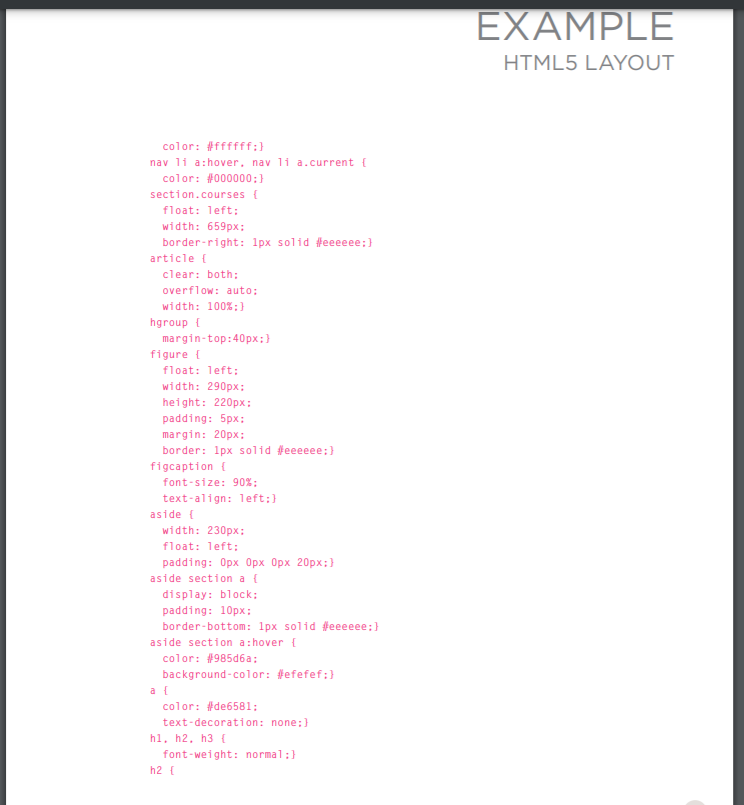 EXAMPLE
HTML5 LAYOUT
color: #ffffff;}
nav li a:hover, nav li a.current {
color: #000000;}
section.courses {
float: left;
width: 659px;
border-right: 1px solid #eeeeee;}
article {
clear: both;
overflow: auto;
width: 100%;}
hgroup {
margin-top:40px;}
figure {
float: left;
width: 290px;
height: 220px;
padding: 5px;
margin: 20px;
border: 1px solid #eeeeee;}
figcaption {
font-size: 90%;
text-align: left;}
aside {
width: 230px;
float: left;
padding: 0px 0px 0px 20px;}
aside section a {
display: block;
padding: 10px;
border-bottom: 1px solid #eeeeee;}
aside section a:hover {
color: #985d6a;
background-color: #efefef;}
a {
color: #de6581;
text-decoration: none;}
h1, h2, h3 {
font-weight: normal;}
h2 {